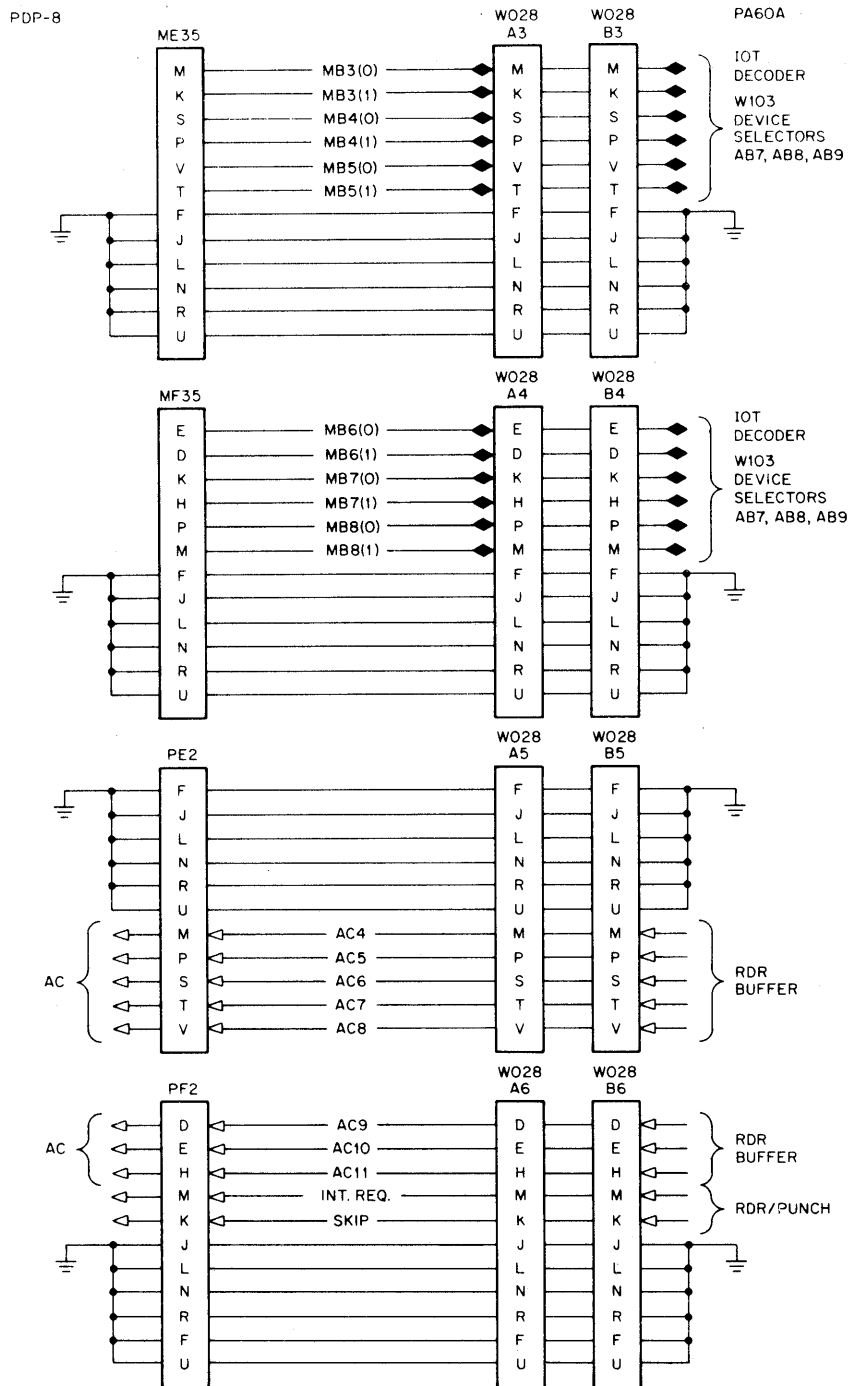 PDP-8 PA60A
ME35 W028 A3 W028 B3
M MB3(0) M M
K MB3(1) K K
S MB4(0) S S
P MB4(1) P P
V MB5(0) V V
T MB5(1) T T
F F F
J J J
L L L
N N N
R R R
U U U
IOT
DECODER
W103
DEVICE
SELECTORS
AB7, AB8, AB9
MF35 W028 A4 W028 B4
E MB6(0) E E
D MB6(1) D D
K MB7(0) K K
H MB7(1) H H
P MB8(0) P P
M MB8(1) M M
F F F
J J J
L L L
N N N
R R R
U U U
IOT
DECODER
W103
DEVICE
SELECTORS
AB7, AB8, AB9
PE2 W028 A5 W028 B5
F F F
J J J
L L L
N N N
R R R
U U U
M AC4 M M
P AC5 P P
S AC6 S S
T AC7 T T
V AC8 V V
AC
RDR
BUFFER
PF2 W028 A6 W028 B6
D AC9 D D
E AC10 E E
H AC11 H H
M INT. REQ. M M
K SKIP K K
J J J
L L L
N N N
R R R
F F F
U U U
AC
RDR
BUFFER
RDR/PUNCH